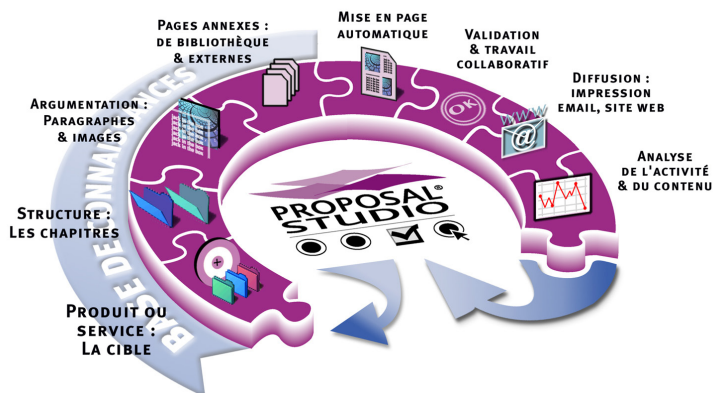 PRODUIT OU
SERVICE :
LA CIBLE
STRUCTURE :
LES CHAPITRES
ARGUMENTATION :
PARAGRAPHES
& IMAGES
PAGES ANNEXES :
DE BIBLIOTHÈQUE
& EXTERNES
MISE EN PAGE
AUTOMATIQUE
VALIDATION
& TRAVAIL
COLLABORATIF
DIFFUSION :
IMPRESSION
EMAIL, SITE WEB
ANALYSE
DE L'ACTIVITÉ
& DU CONTENU
BASE DE CONNAISSANCES
OK
@
PROPOSAL®
STUDIO